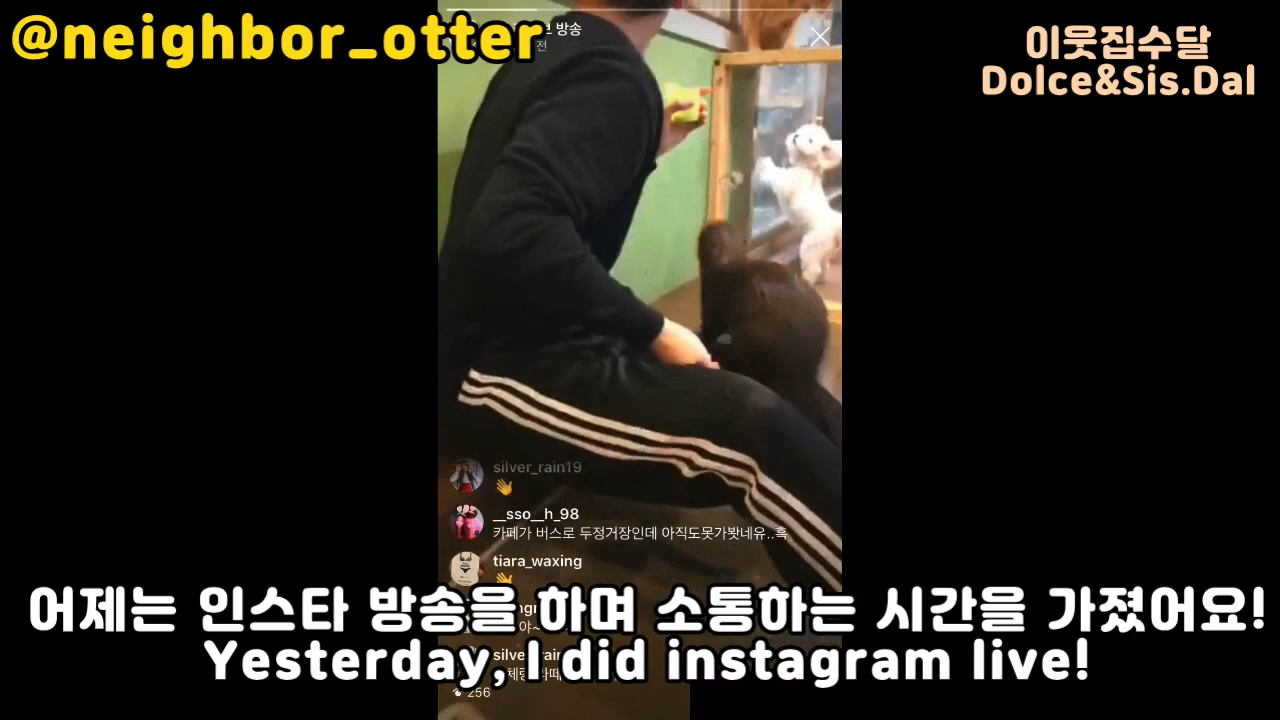 @neighbor_otter
방송
전
이웃집수달
Dolce&Sis.Dal
silver_rain19
__sso__h_98
카페가 버스로 두정거장인데 아직도못가봣네유..흑
tiara_waxing
어제는 인스타 방송을 하며 소통하는 시간을 가졌어요!
Yesterday, I did instagram live!
256